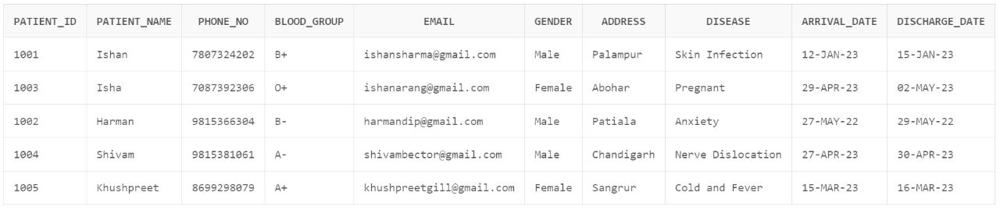 PATIENT_ID PATIENT_NAME PHONE_NO BLOOD_GROUP EMAIL GENDER ADDRESS DISEASE ARRIVAL_DATE DISCHARGE_DATE
1001 Ishan 7807324202 B+ ishansharma@gmail.com Male Palampur Skin Infection 12-JAN-23 15-JAN-23
1003 Isha 7087392306 O+ ishanarang@gmail.com Female Abohar Pregnant 29-APR-23 02-MAY-23
1002 Harman 9815366304 B- harmandip@gmail.com Male Patiala Anxiety 27-MAY-22 29-MAY-22
1004 Shivam 9815381061 A- shivambector@gmail.com Male Chandigarh Nerve Dislocation 27-APR-23 30-APR-23
1005 Khushpreet 8699298079 A+ khushpreetgill@gmail.com Female Sangrur Cold and Fever 15-MAR-23 16-MAR-23